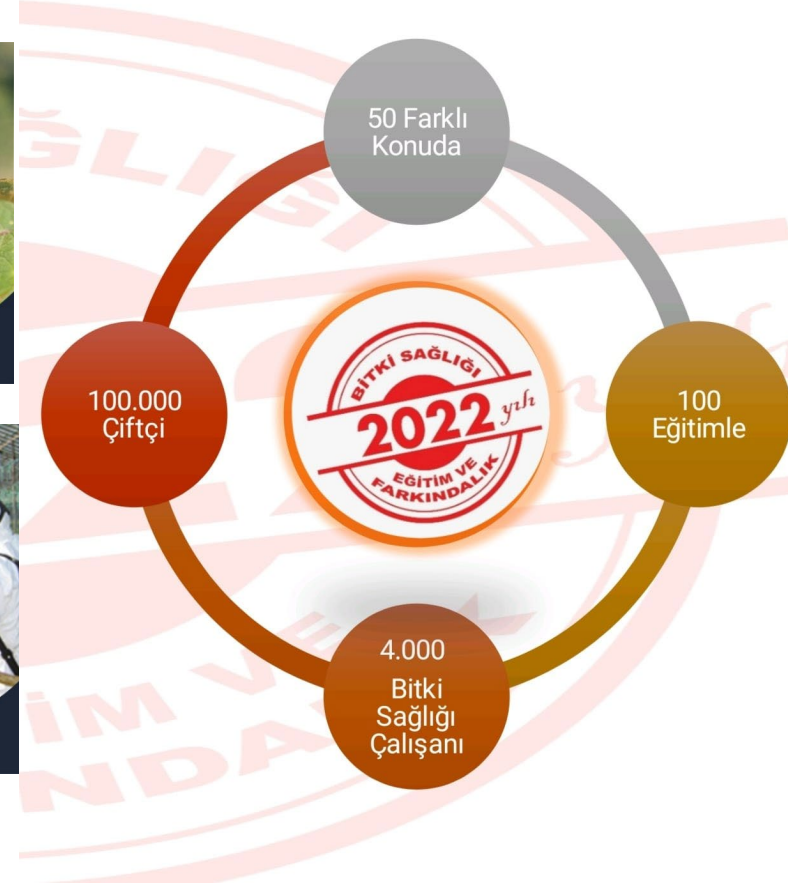 50 Farklı
Konuda
100.000
Çiftçi
BİTKİ SAĞLIĞI
2022 yılı
EĞİTİM VE
FARKINDALIK
100
Eğitimle
4.000
Bitki
Sağlığı
Çalışanı